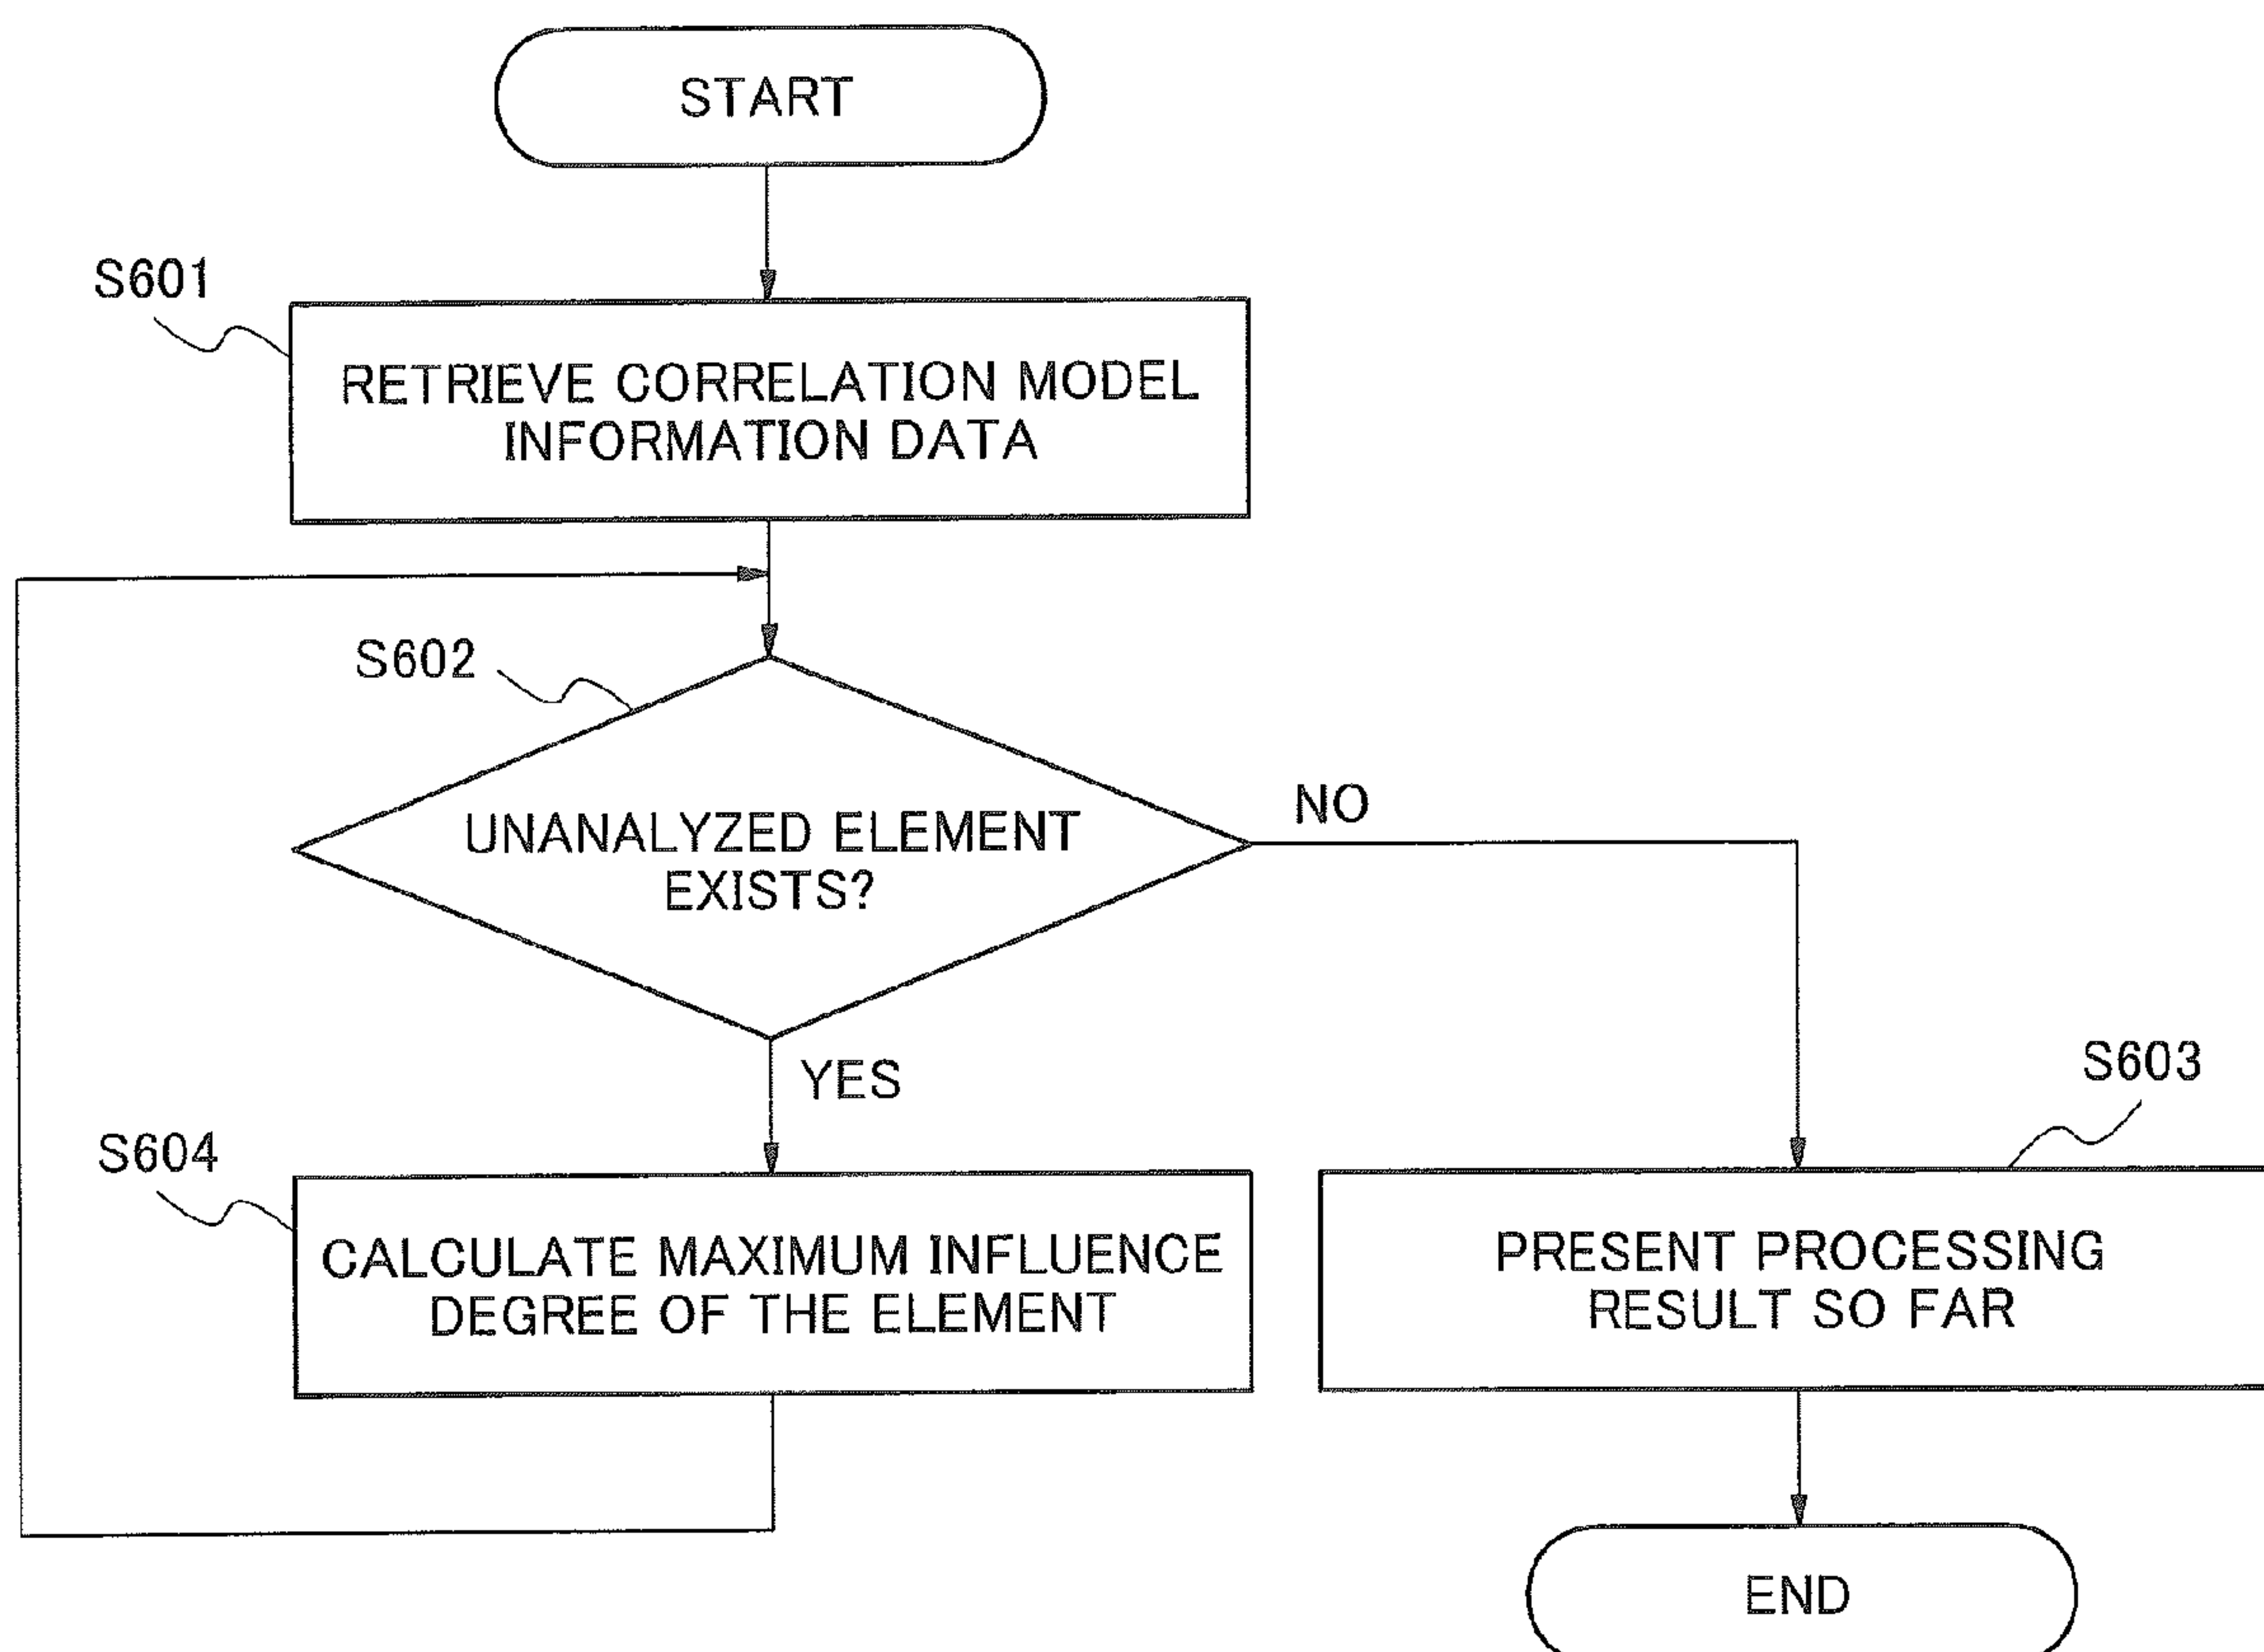 START
S601
RETRIEVE CORRELATION MODEL
INFORMATION DATA
S602
UNANALYZED ELEMENT
EXISTS?
NO
YES
S603
S604
CALCULATE MAXIMUM INFLUENCE
DEGREE OF THE ELEMENT
PRESENT PROCESSING
RESULT SO FAR
END